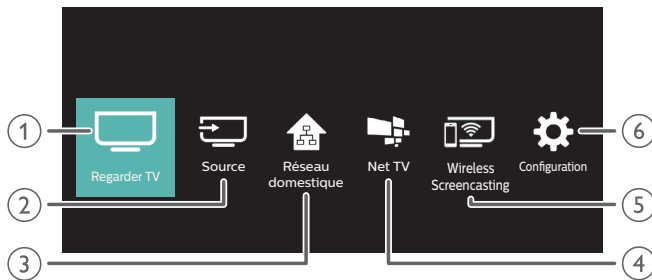 1
Regarder TV
2
Source
3
Réseau
domestique
4
Net TV
5
Wireless
Screencasting
6
Configuration